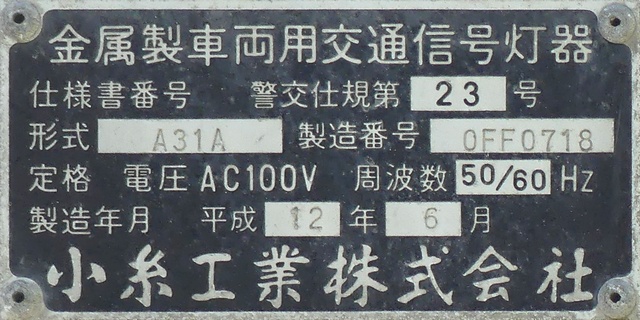 金属製車両用交通信号灯器
仕様書番号 警交仕規第 23 号
形式 A31A 製造番号 0FF0718
定格 電圧 AC100V 周波数 50/60 Hz
製造年月 平成 12 年 6 月
小糸工業株式会社